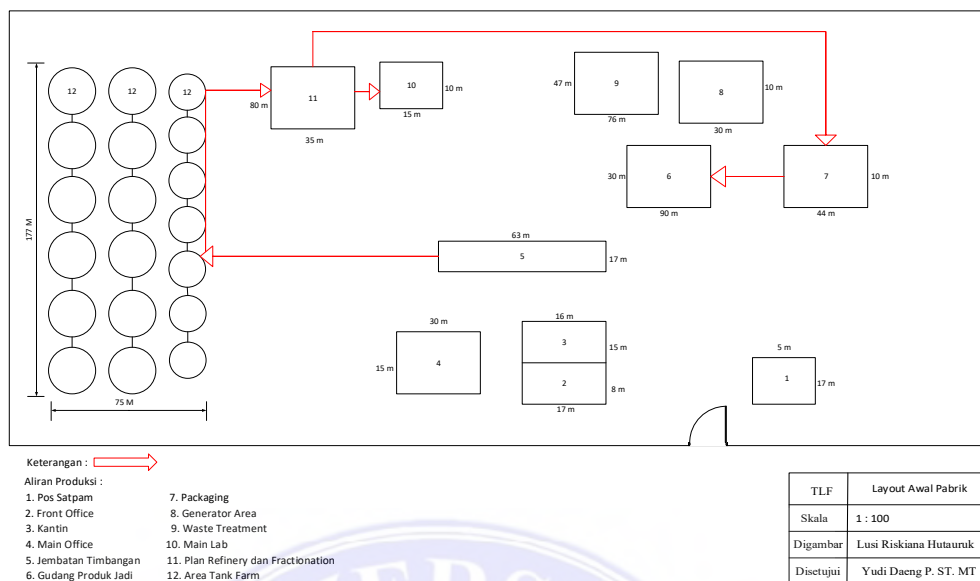 12
12
12
11
80 m
35 m
10
10 m
15 m
9
47 m
76 m
8
10 m
30 m
6
30 m
90 m
7
10 m
44 m
177 M
75 M
63 m
5
17 m
30 m
15 m
4
16 m
3
15 m
2
8 m
17 m
5 m
1
17 m
Keterangan :
Aliran Produksi :
1. Pos Satpam
2. Front Office
3. Kantin
4. Main Office
5. Jembatan Timbangan
6. Gudang Produk Jadi
7. Packaging
8. Generator Area
9. Waste Treatment
10. Main Lab
11. Plan Refinery dan Fractionation
12. Area Tank Farm
TLF Layout Awal Pabrik
Skala 1 : 100
Digambar Lusi Riskiana Hutauruk
Disetujui Yudi Daeng P. ST. MT